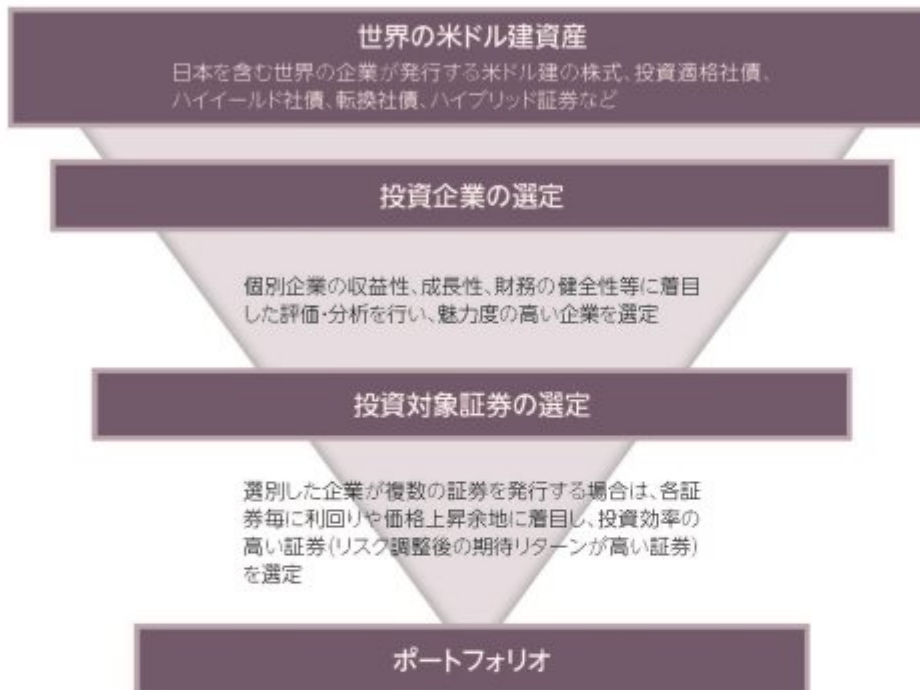 世界の米ドル建資産
日本を含む世界の企業が発行する米ドル建の株式、投資適格社債、
ハイイールド社債、転換社債、ハイブリッド証券など
投資企業の選定
個別企業の収益性、成長性、財務の健全性等に着目
した評価・分析を行い、魅力度の高い企業を選定
投資対象証券の選定
選別した企業が複数の証券を発行する場合は、各証
券毎に利回りや価格上昇余地に着目し、投資効率の
高い証券(リスク調整後の期待リターンが高い証券)
を選定
ポートフォリオ